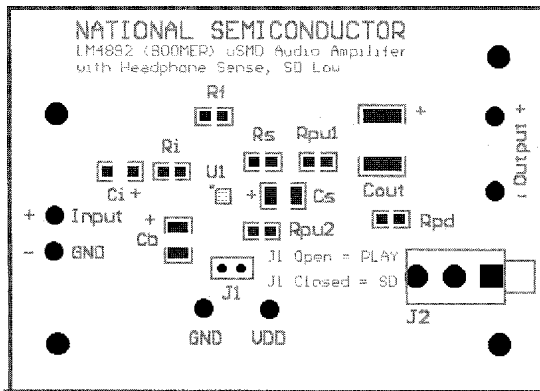 NATIONAL SEMICONDUCTOR
LM4892 (BOOMER) uSMD Audio Ampilifer
with Headphone Sense, SD Low
Rf
Rs Rpu1
Ri U1
Ci + + Cs Cout +
Output + -
+ Input
- GND
+ Cb
Rpu2 Rpd
J1 Open = PLAY
J1 Closed = SD
J1
J2
GND VDD